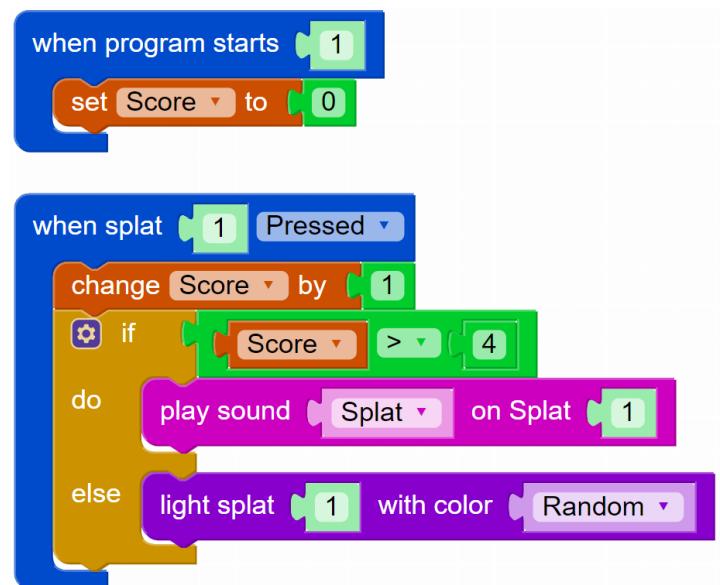 when program starts 1
set Score ▾ to 0
when splat 1 Pressed ▾
change Score ▾ by 1
if Score ▾ > ▾ 4
do play sound Splat ▾ on Splat 1
else light splat 1 with color Random ▾